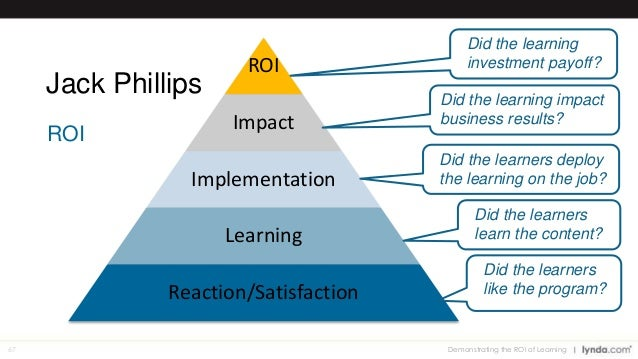 Jack Phillips
ROI
ROI
Did the learning
investment payoff?
Impact
Did the learning impact
business results?
Implementation
Did the learners deploy
the learning on the job?
Learning
Did the learners
learn the content?
Reaction/Satisfaction
Did the learners
like the program?
67
Demonstrating the ROI of Learning | lynda.com®